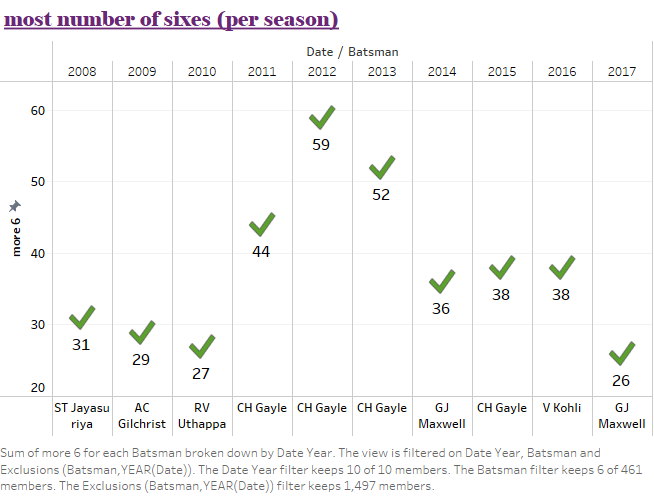 most number of sixes (per season)
Date / Batsman
2008 2009 2010 2011 2012 2013 2014 2015 2016 2017
60
50
40
30
20
more 6
59
52
44
38 38
36
31
29
27
26
ST Jayasu AC RV CH Gayle CH Gayle CH Gayle GJ CH Gayle V Kohli GJ
riya Gilchrist Uthappa Maxwell Maxwell
Sum of more 6 for each Batsman broken down by Date Year. The view is filtered on Date Year, Batsman and
Exclusions (Batsman,YEAR(Date)). The Date Year filter keeps 10 of 10 members. The Batsman filter keeps 6 of 461
members. The Exclusions (Batsman,YEAR(Date)) filter keeps 1,497 members.